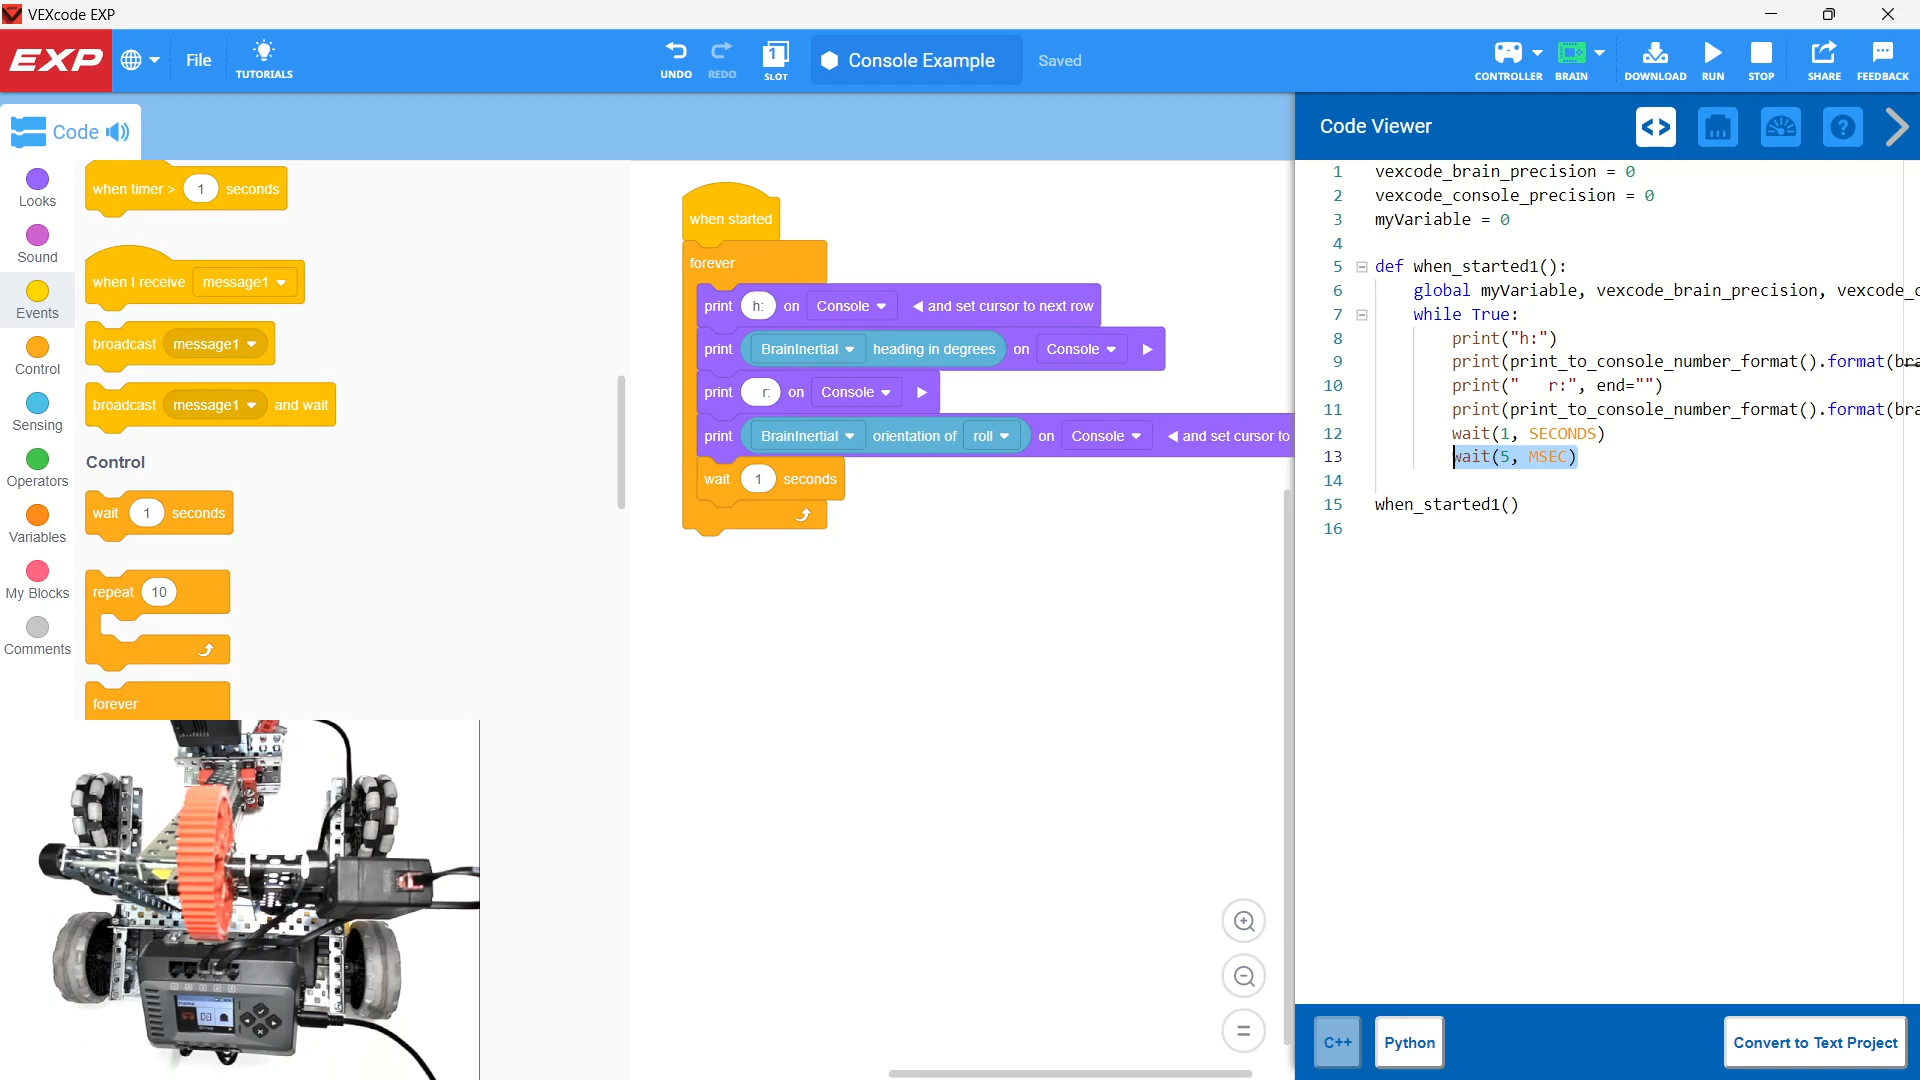 VEXcode EXP
EXP
File
TUTORIALS
UNDO
REDO
1
SLOT
Console Example
Saved
CONTROLLER
BRAIN
DOWNLOAD
RUN
STOP
SHARE
FEEDBACK
Code
Looks
Sound
Events
Control
Sensing
Operators
Variables
My Blocks
Comments
when timer > 1 seconds
when I receive message1
broadcast message1
broadcast message1 and wait
Control
wait 1 seconds
repeat 10
forever
when started
forever
print h: on Console ◀ and set cursor to next row
print BrainInertial heading in degrees on Console ▶
print r: on Console ▶
print BrainInertial orientation of roll on Console ◀ and set cursor to
wait 1 seconds
Code Viewer
1 vexcode_brain_precision = 0
2 vexcode_console_precision = 0
3 myVariable = 0
4
5 def when_started1():
6 global myVariable, vexcode_brain_precision, vexcode_c
7 while True:
8 print("h:")
9 print(print_to_console_number_format().format(bra
10 print("   r:", end="")
11 print(print_to_console_number_format().format(bra
12 wait(1, SECONDS)
13 wait(5, MSEC)
14
15 when_started1()
16
C++
Python
Convert to Text Project